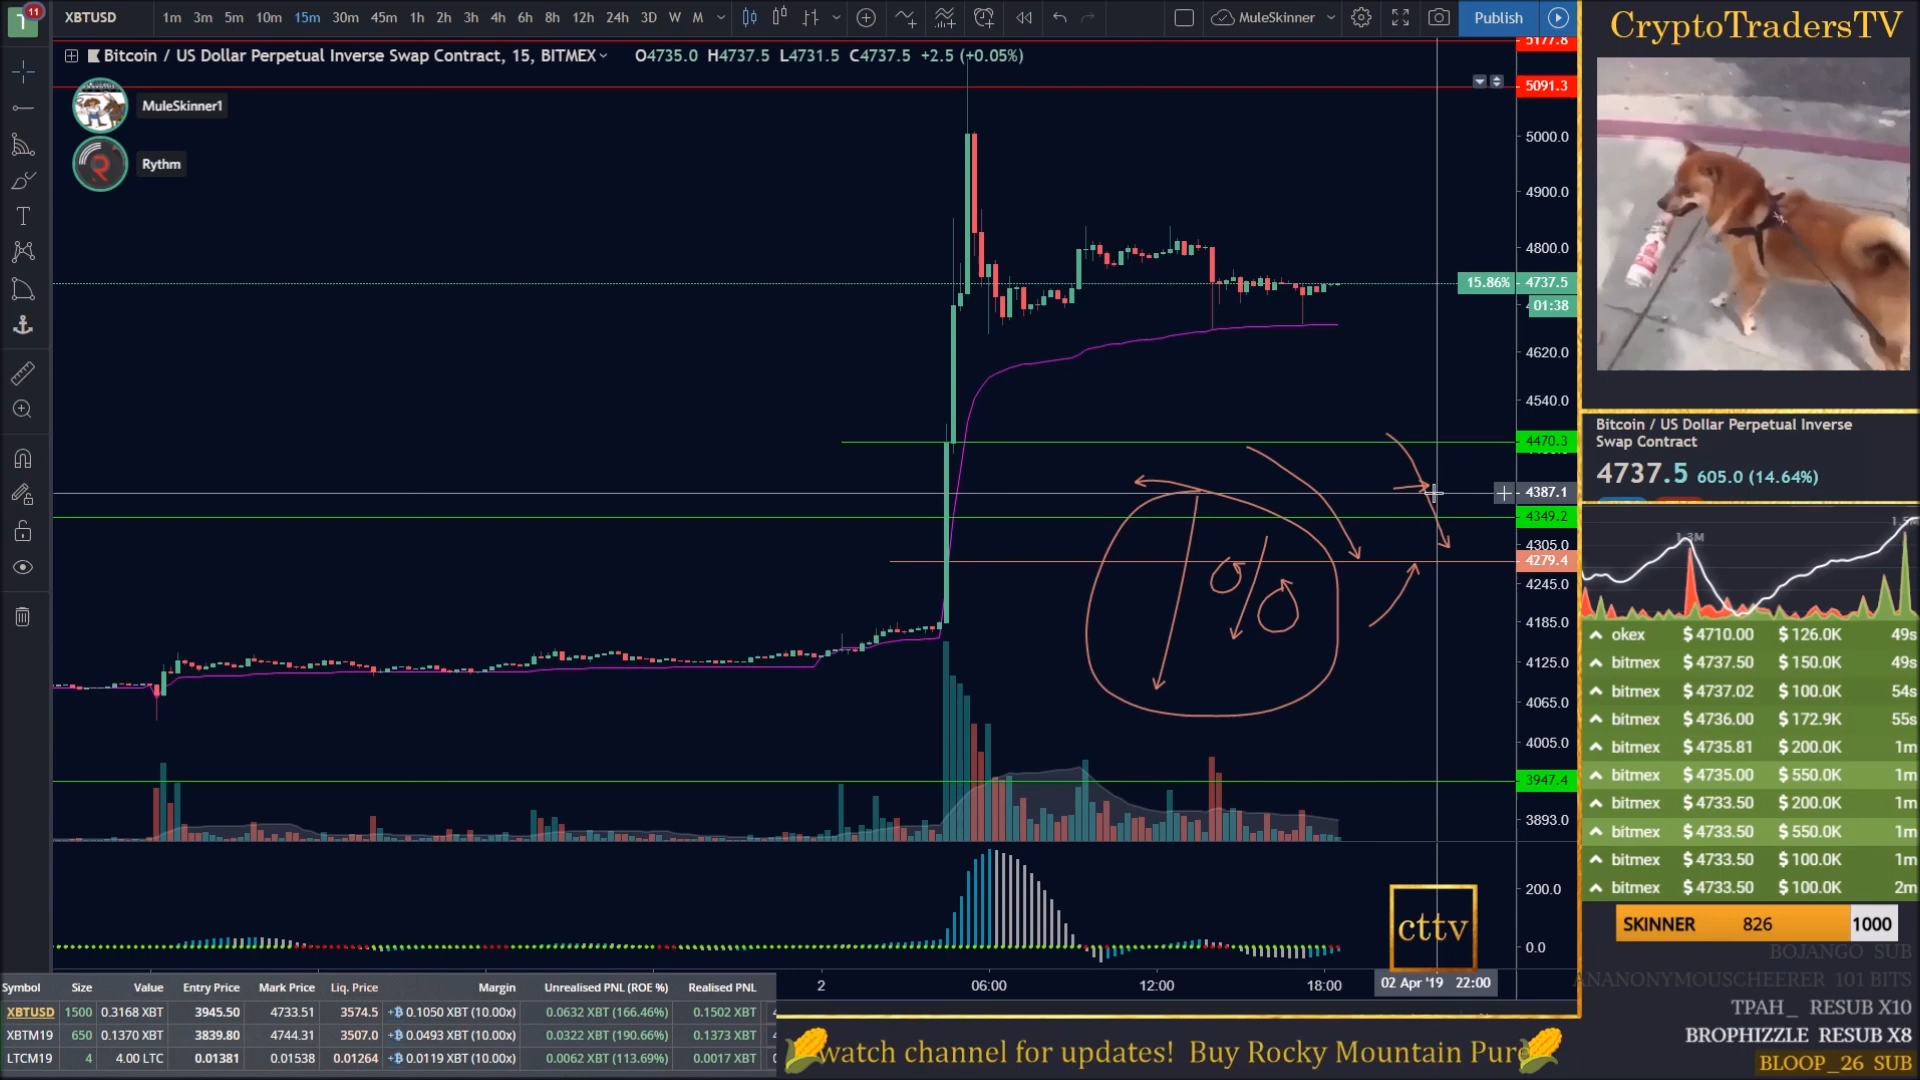 11
XBTUSD 1m 3m 5m 10m 15m 30m 45m 1h 2h 3h 4h 6h 8h 12h 24h 3D W M MuleSkinner Publish
Bitcoin / US Dollar Perpetual Inverse Swap Contract, 15, BITMEX O4735.0 H4737.5 L4731.5 C4737.5 +2.5 (+0.05%)
MuleSkinner1
R Rythm
5177.8
5091.3
5000.0
4900.0
4800.0
15.86% 4737.5
01:38
4620.0
4540.0
4470.3
4387.1
4349.2
4305.0
4279.4
4245.0
4185.0
4125.0
4065.0
4005.0
3947.4
3893.0
200.0
0.0
1%
cttv
2 06:00 12:00 18:00 02 Apr '19 22:00
Symbol Size Value Entry Price Mark Price Liq. Price Margin Unrealised PNL (ROE %) Realised PNL
XBTUSD 1500 0.3168 XBT 3945.50 4733.51 3574.5 0.1050 XBT (10.00x) 0.0632 XBT (166.46%) 0.1502 XBT
XBTM19 650 0.1370 XBT 3839.80 4744.31 3507.0 0.0493 XBT (10.00x) 0.0322 XBT (190.66%) 0.1373 XBT
LTCM19 4 4.00 LTC 0.01381 0.01538 0.01264 0.0119 XBT (10.00x) 0.0062 XBT (113.69%) 0.0017 XBT
watch channel for updates! Buy Rocky Mountain Pure
CryptoTradersTV
Bitcoin / US Dollar Perpetual Inverse
Swap Contract
4737.5 605.0 (14.64%)
okex $ 4710.00 $ 126.0K 49s
bitmex $ 4737.50 $ 150.0K 49s
bitmex $ 4737.02 $ 100.0K 54s
bitmex $ 4736.00 $ 172.9K 55s
bitmex $ 4735.81 $ 200.0K 1m
bitmex $ 4735.00 $ 550.0K 1m
bitmex $ 4733.50 $ 200.0K 1m
bitmex $ 4733.50 $ 550.0K 1m
bitmex $ 4733.50 $ 100.0K 1m
bitmex $ 4733.50 $ 100.0K 2m
SKINNER 826 1000
BOJANGO SUB
ANANONYMOUSCHEERER 101 BITS
TPAH_ RESUB X10
BROPHIZZLE RESUB X8
BLOOP_26 SUB